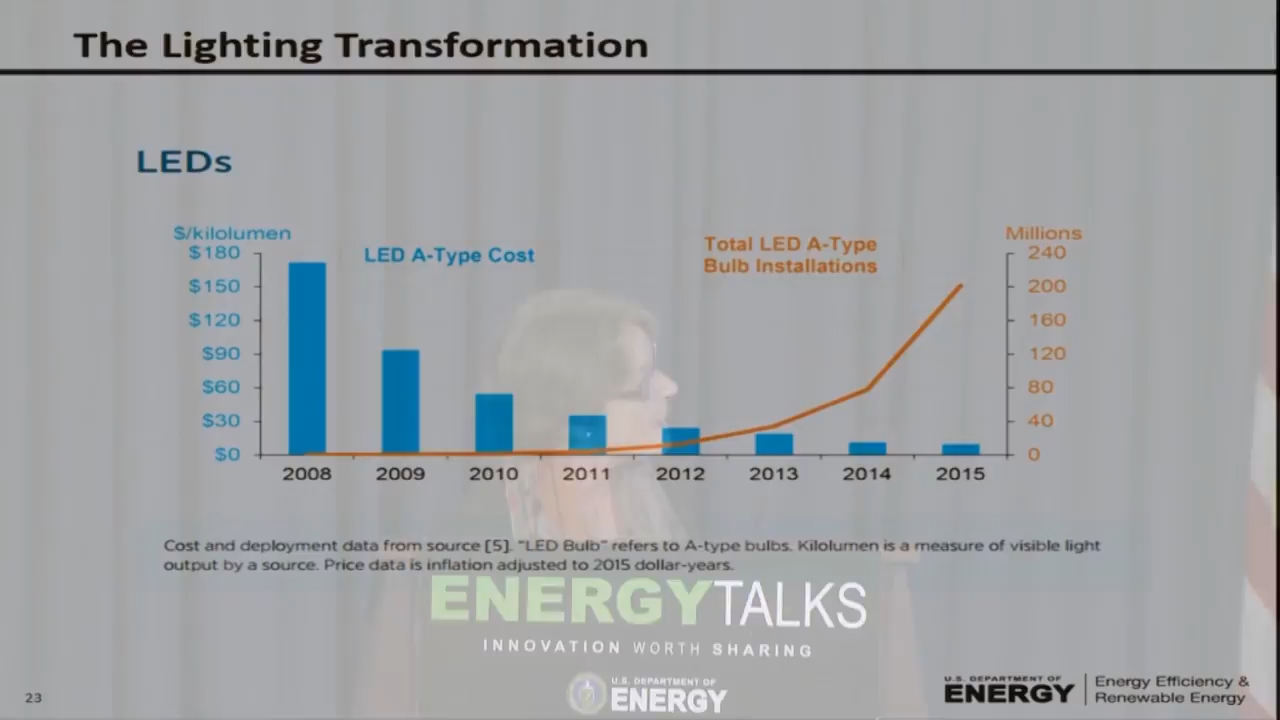 The Lighting Transformation
LEDs
$/kilolumen
$180
$150
$120
$90
$60
$30
$0
LED A-Type Cost
Total LED A-Type
Bulb Installations
Millions
240
200
160
120
80
40
0
2008 2009 2010 2011 2012 2013 2014 2015
Cost and deployment data from source [5]. "LED Bulb" refers to A-type bulbs. Kilolumen is a measure of visible light
output by a source. Price data is inflation adjusted to 2015 dollar-years.
ENERGYTALKS
INNOVATION WORTH SHARING
U.S. DEPARTMENT OF
ENERGY
23
U.S. DEPARTMENT OF
ENERGY
Energy Efficiency &
Renewable Energy